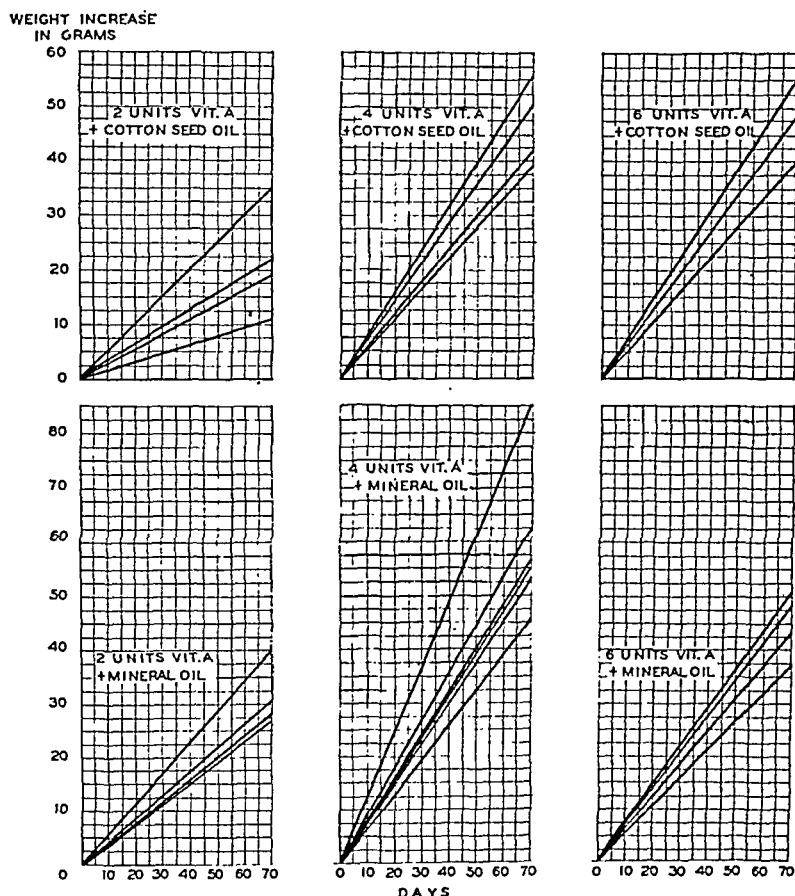 WEIGHT INCREASE
IN GRAMS
60
50
40
30
20
10
0
2 UNITS VIT. A
+ COTTON SEED OIL
4 UNITS VIT. A
+ COTTON SEED OIL
6 UNITS VIT. A
+ COTTON SEED OIL
80
70
60
50
40
30
20
10
0
2 UNITS VIT. A
+ MINERAL OIL
4 UNITS VIT. A
+ MINERAL OIL
6 UNITS VIT. A
+ MINERAL OIL
10 20 30 40 50 60 70
0 10 20 30 40 50 60 70
0 10 20 30 40 50 60 70
DAYS